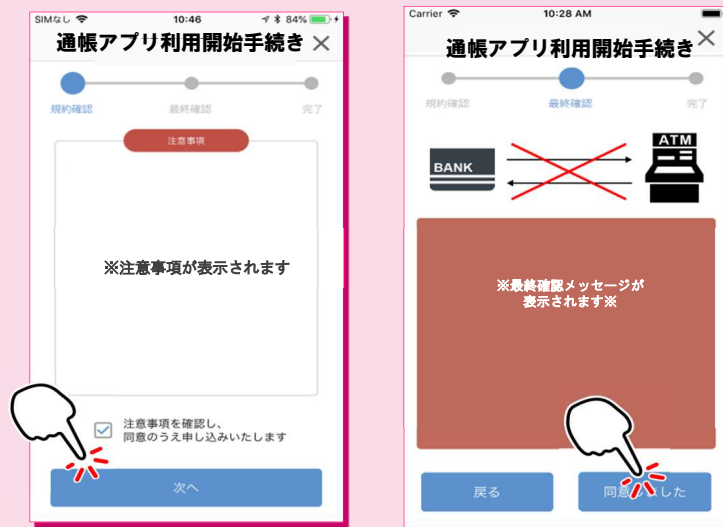 SIMなし 10:46 84%
通帳アプリ利用開始手続き
規約確認 最終確認 完了
注意事項
※注意事項が表示されます
注意事項を確認し、
同意のうえ申し込みいたします
次へ
Carrier 10:28 AM
通帳アプリ利用開始手続き
規約確認 最終確認 完了
BANK
ATM
※最終確認メッセージが
表示されます※
戻る
同意しました